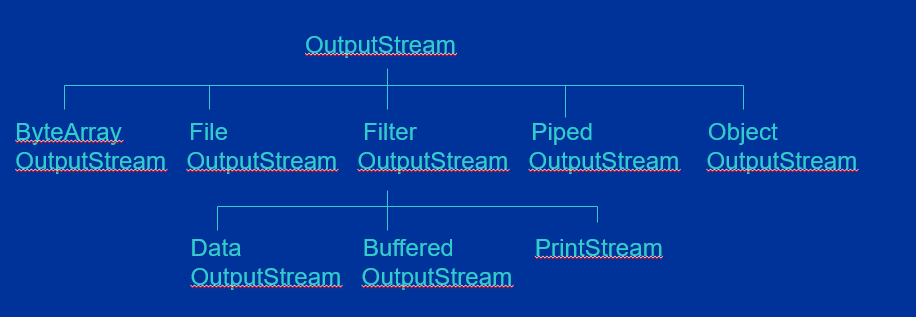 OutputStream
ByteArray File Filter Piped Object
OutputStream OutputStream OutputStream OutputStream OutputStream
Data Buffered PrintStream
OutputStream OutputStream